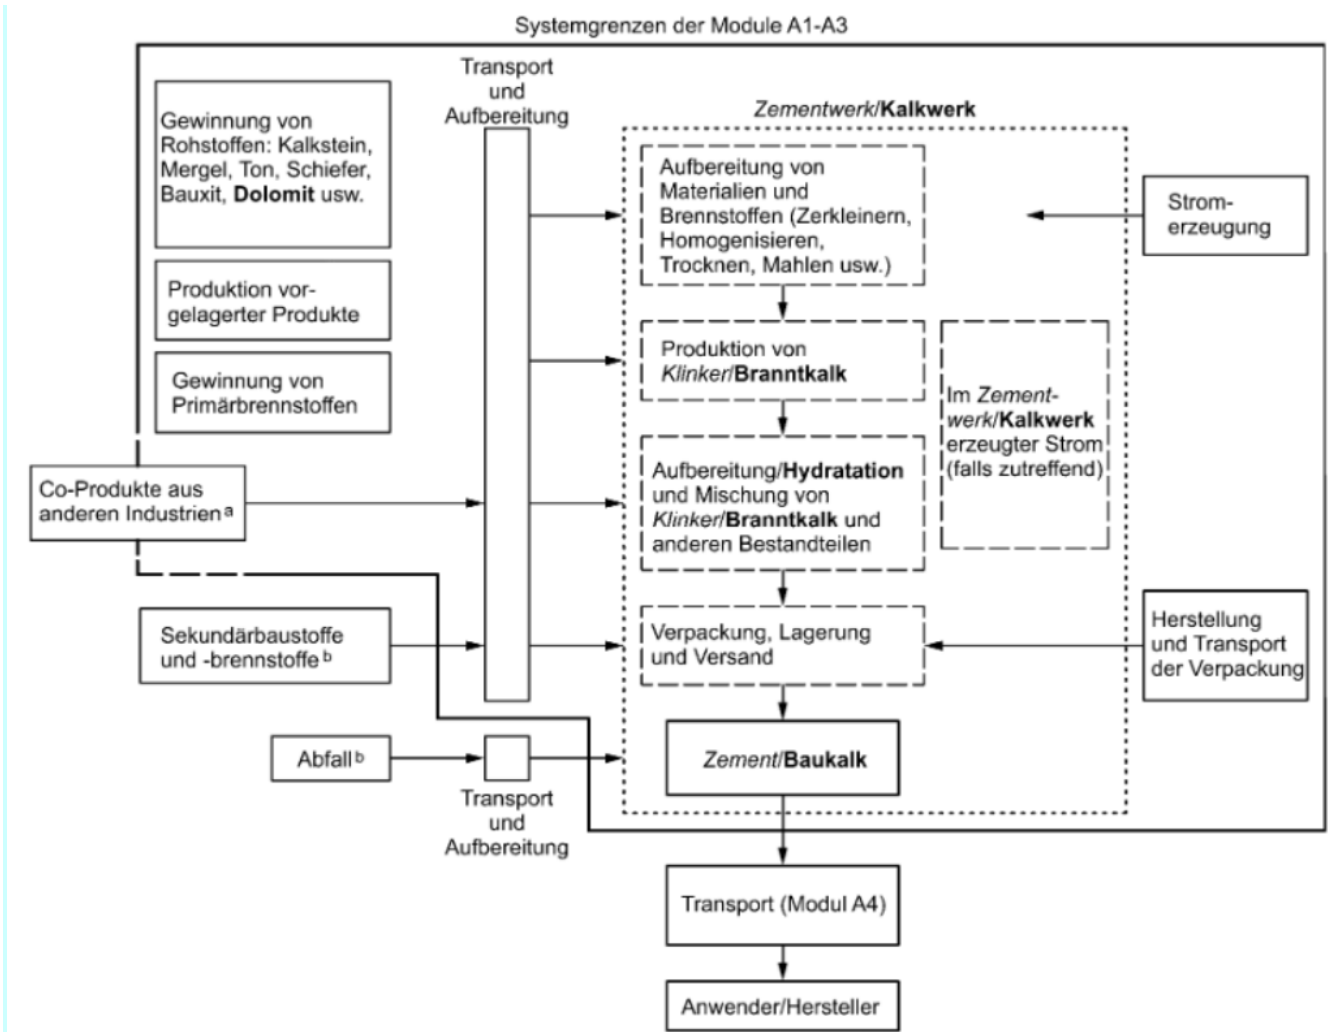 Systemgrenzen der Module A1-A3
Transport
und
Aufbereitung
Gewinnung von
Rohstoffen: Kalkstein,
Mergel, Ton, Schiefer,
Bauxit, Dolomit usw.
Produktion vor-
gelagerter Produkte
Gewinnung von
Primärbrennstoffen
Co-Produkte aus
anderen Industrien a
Sekundärbaustoffe
und -brennstoffe b
Abfall b
Transport
und
Aufbereitung
Zementwerk/Kalkwerk
Aufbereitung von
Materialien und
Brennstoffen (Zerkleinern,
Homogenisieren,
Trocknen, Mahlen usw.)
Produktion von
Klinker/Branntkalk
Aufbereitung/Hydratation
und Mischung von
Klinker/Branntkalk und
anderen Bestandteilen
Verpackung, Lagerung
und Versand
Zement/Baukalk
Im Zement-
werk/Kalkwerk
erzeugter Strom
(falls zutreffend)
Strom-
erzeugung
Herstellung
und Transport
der Verpackung
Transport (Modul A4)
Anwender/Hersteller